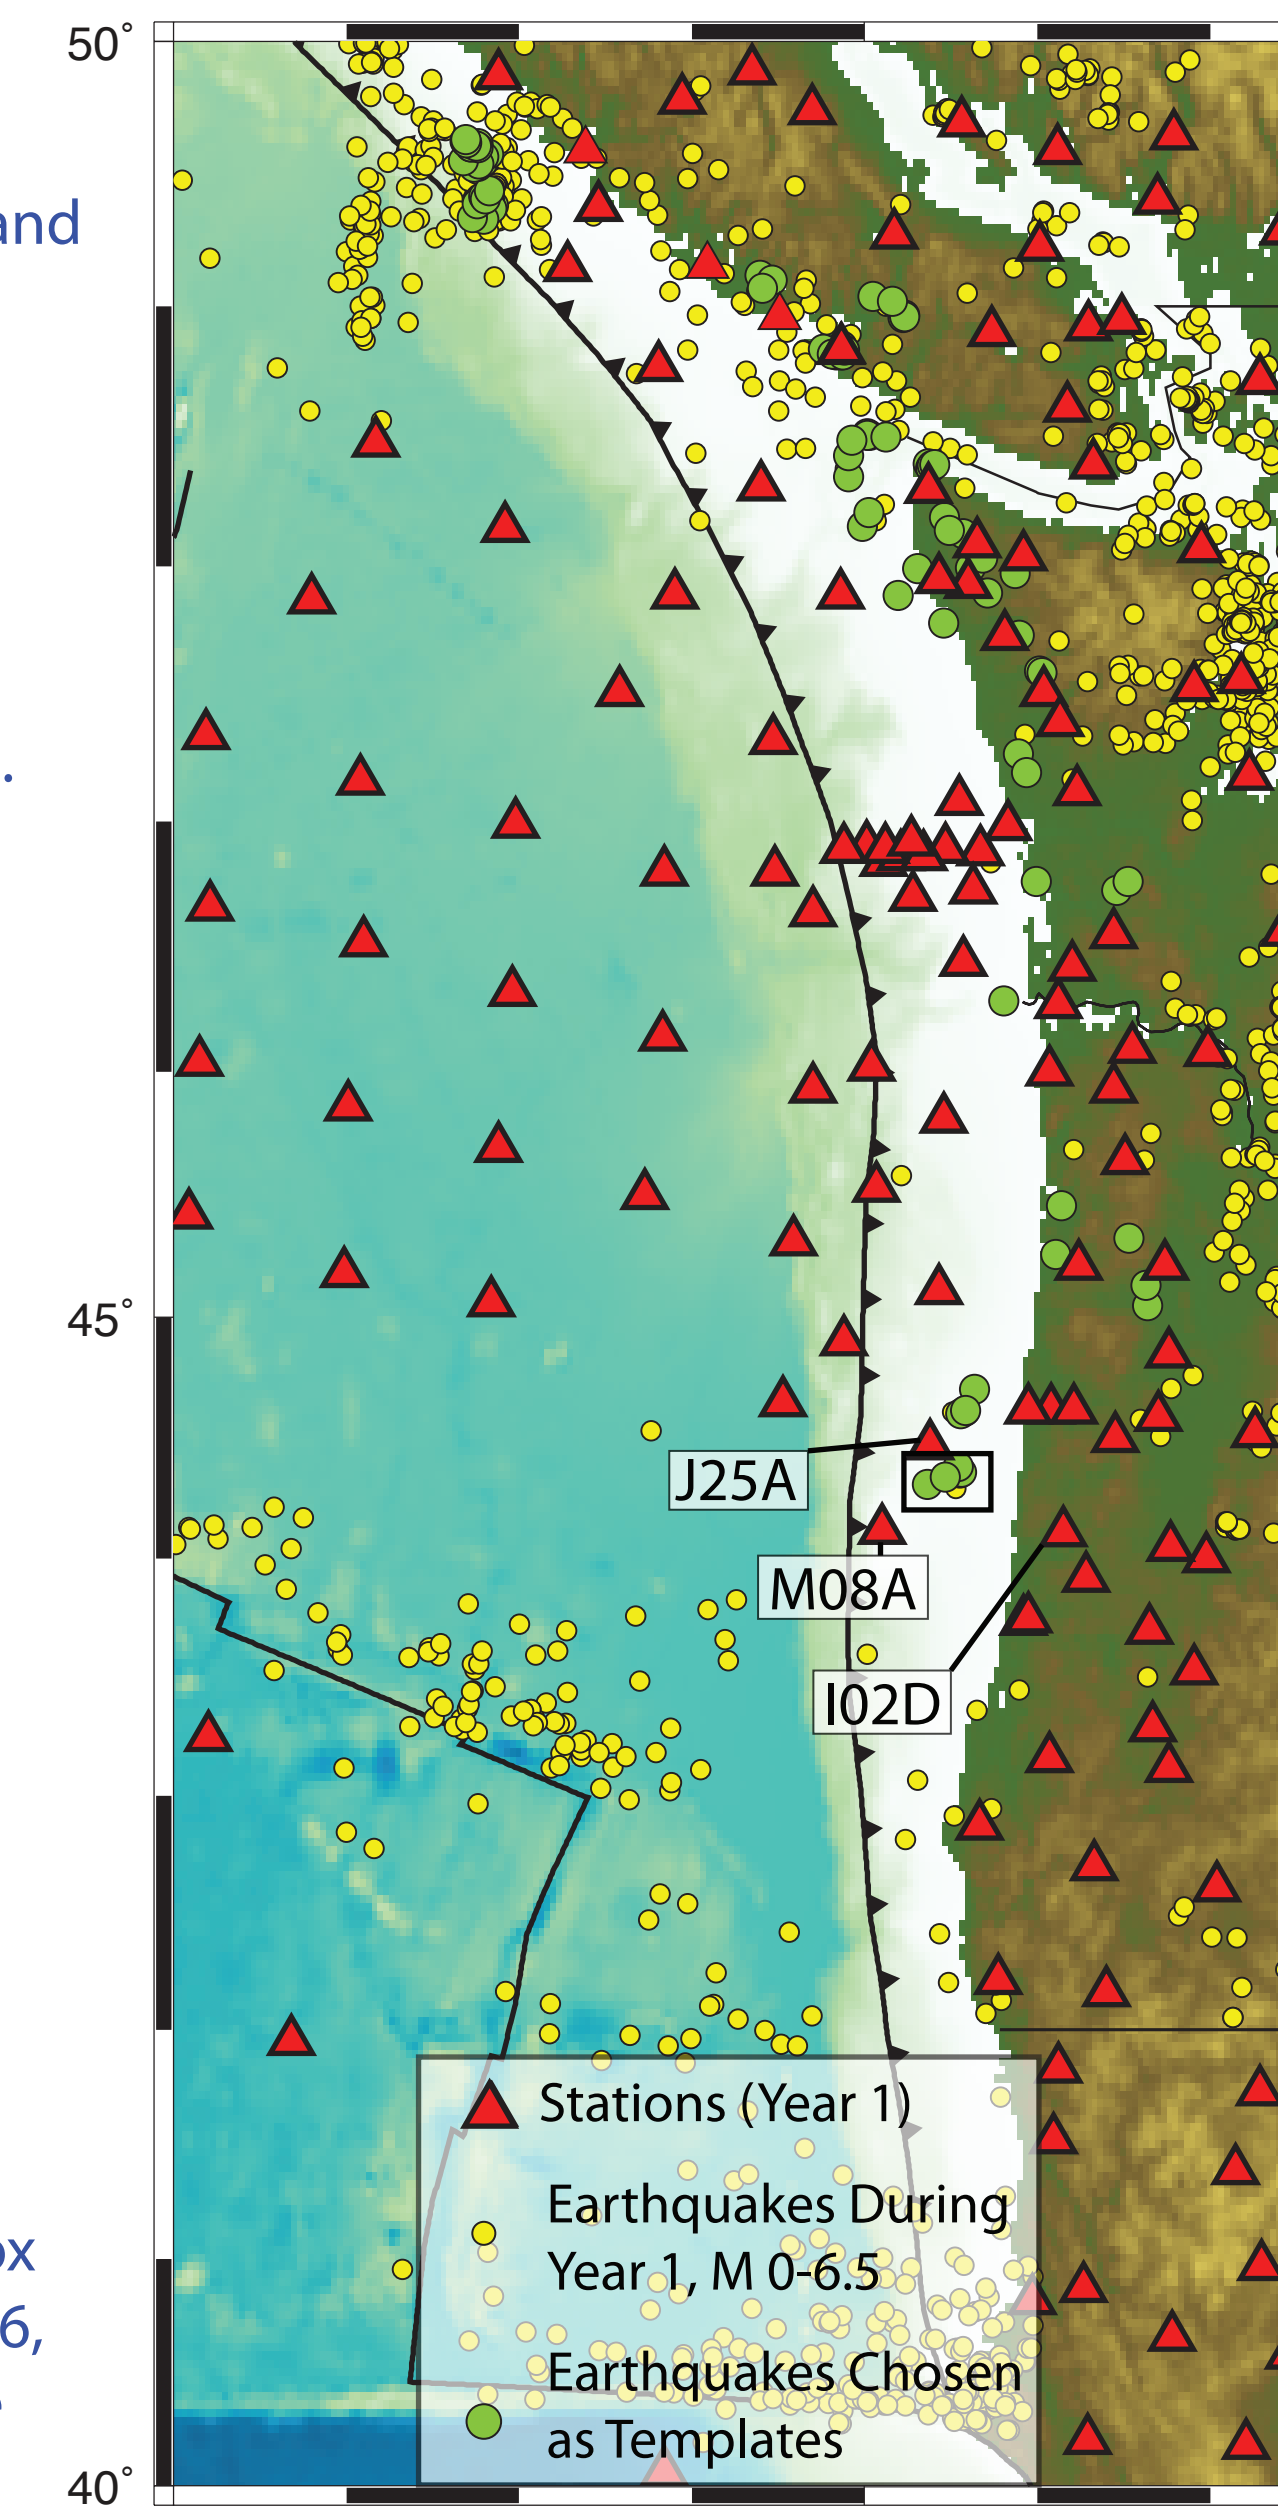 50°
and
.
45°
J25A
M08A
I02D
Stations (Year 1)
Earthquakes During
Year 1, M 0-6.5
ox
6,
Earthquakes Chosen
as Templates
40°